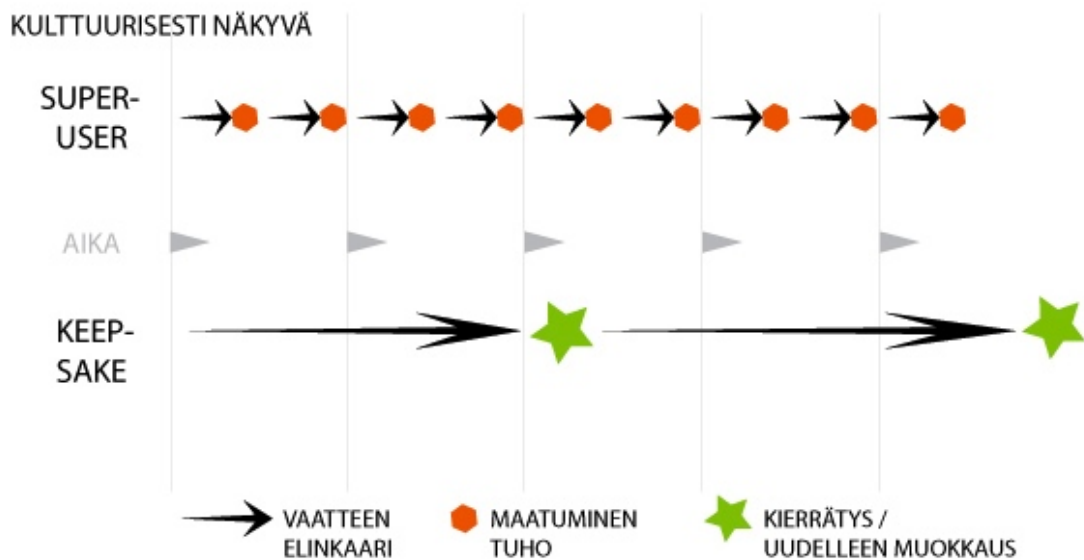 KULTTUURISESTI NÄKYVÄ
SUPER-
USER
AIKA
KEEP-
SAKE
VAATTEEN
ELINKAARI
MAATUMINEN
TUHO
KIERRÄTYS /
UUDELLEEN MUOKKAUS